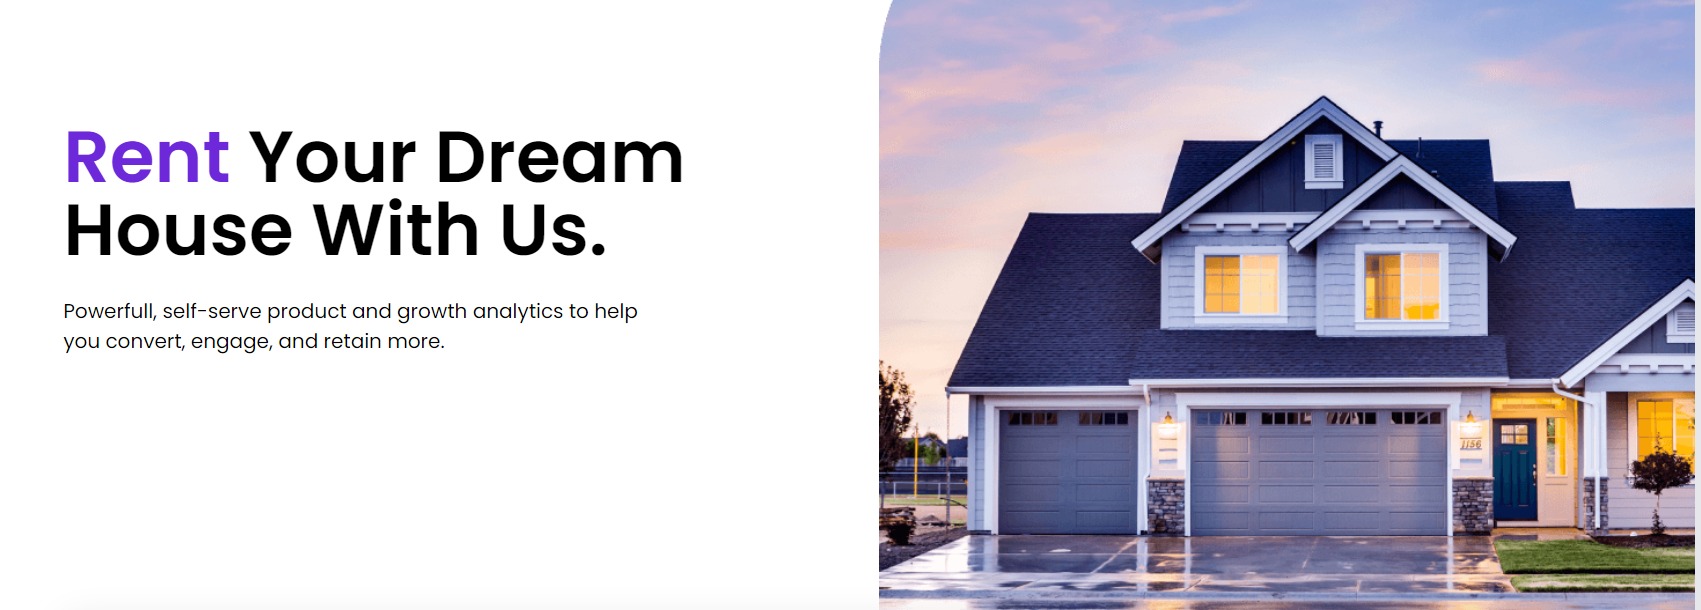 Rent Your Dream
House With Us.
Powerfull, self-serve product and growth analytics to help
you convert, engage, and retain more.
1156